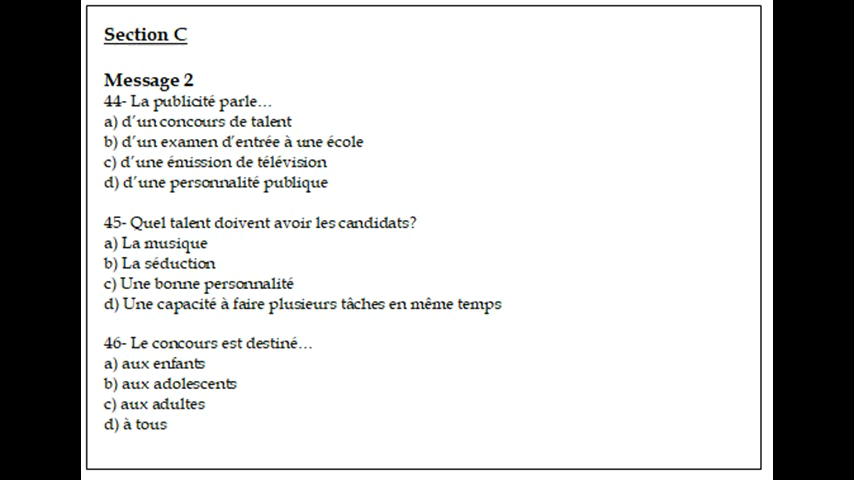 Section C
Message 2
44- La publicité parle…
a) d'un concours de talent
b) d'un examen d'entrée à une école
c) d'une émission de télévision
d) d'une personnalité publique
45- Quel talent doivent avoir les candidats?
a) La musique
b) La séduction
c) Une bonne personnalité
d) Une capacité à faire plusieurs tâches en même temps
46- Le concours est destiné…
a) aux enfants
b) aux adolescents
c) aux adultes
d) à tous